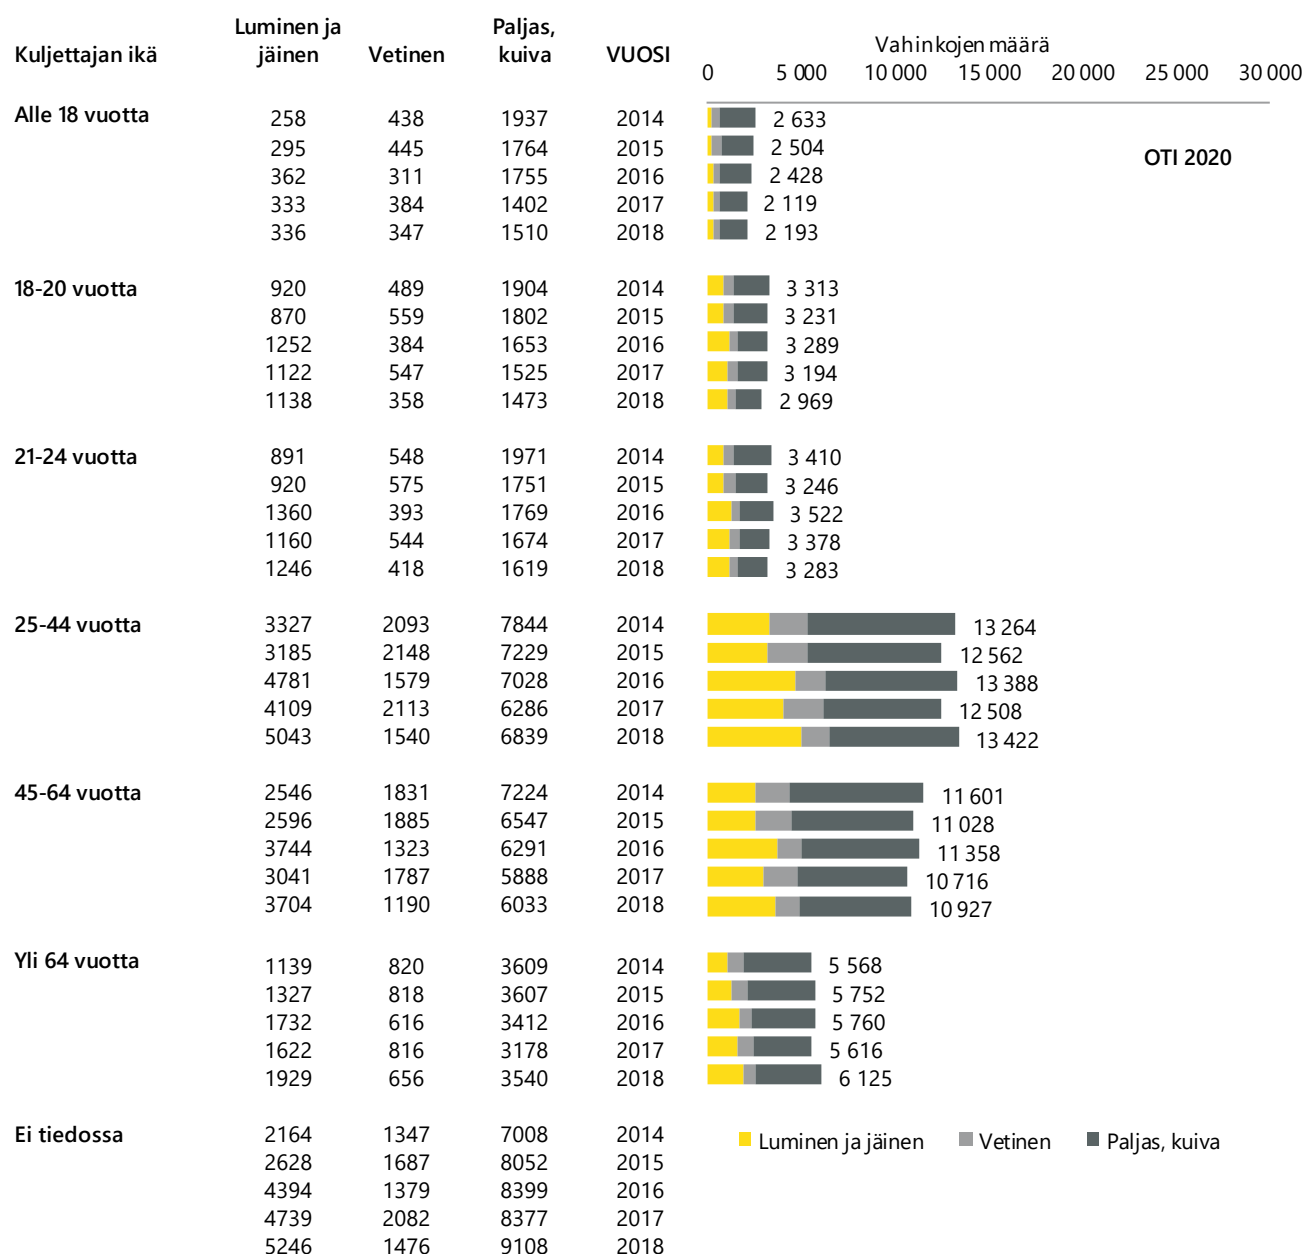 Kuljettajan ikä Luminen ja jäinen Vetinen Paljas, kuiva VUOSI Vahinkojen määrä
0 5 000 10 000 15 000 20 000 25 000 30 000
Alle 18 vuotta 258 438 1937 2014 2 633
295 445 1764 2015 2 504
OTI 2020
362 311 1755 2016 2 428
333 384 1402 2017 2 119
336 347 1510 2018 2 193
18-20 vuotta 920 489 1904 2014 3 313
870 559 1802 2015 3 231
1252 384 1653 2016 3 289
1122 547 1525 2017 3 194
1138 358 1473 2018 2 969
21-24 vuotta 891 548 1971 2014 3 410
920 575 1751 2015 3 246
1360 393 1769 2016 3 522
1160 544 1674 2017 3 378
1246 418 1619 2018 3 283
25-44 vuotta 3327 2093 7844 2014 13 264
3185 2148 7229 2015 12 562
4781 1579 7028 2016 13 388
4109 2113 6286 2017 12 508
5043 1540 6839 2018 13 422
45-64 vuotta 2546 1831 7224 2014 11 601
2596 1885 6547 2015 11 028
3744 1323 6291 2016 11 358
3041 1787 5888 2017 10 716
3704 1190 6033 2018 10 927
Yli 64 vuotta 1139 820 3609 2014 5 568
1327 818 3607 2015 5 752
1732 616 3412 2016 5 760
1622 816 3178 2017 5 616
1929 656 3540 2018 6 125
Ei tiedossa 2164 1347 7008 2014
2628 1687 8052 2015
4394 1379 8399 2016
4739 2082 8377 2017
5246 1476 9108 2018
Luminen ja jäinen Vetinen Paljas, kuiva